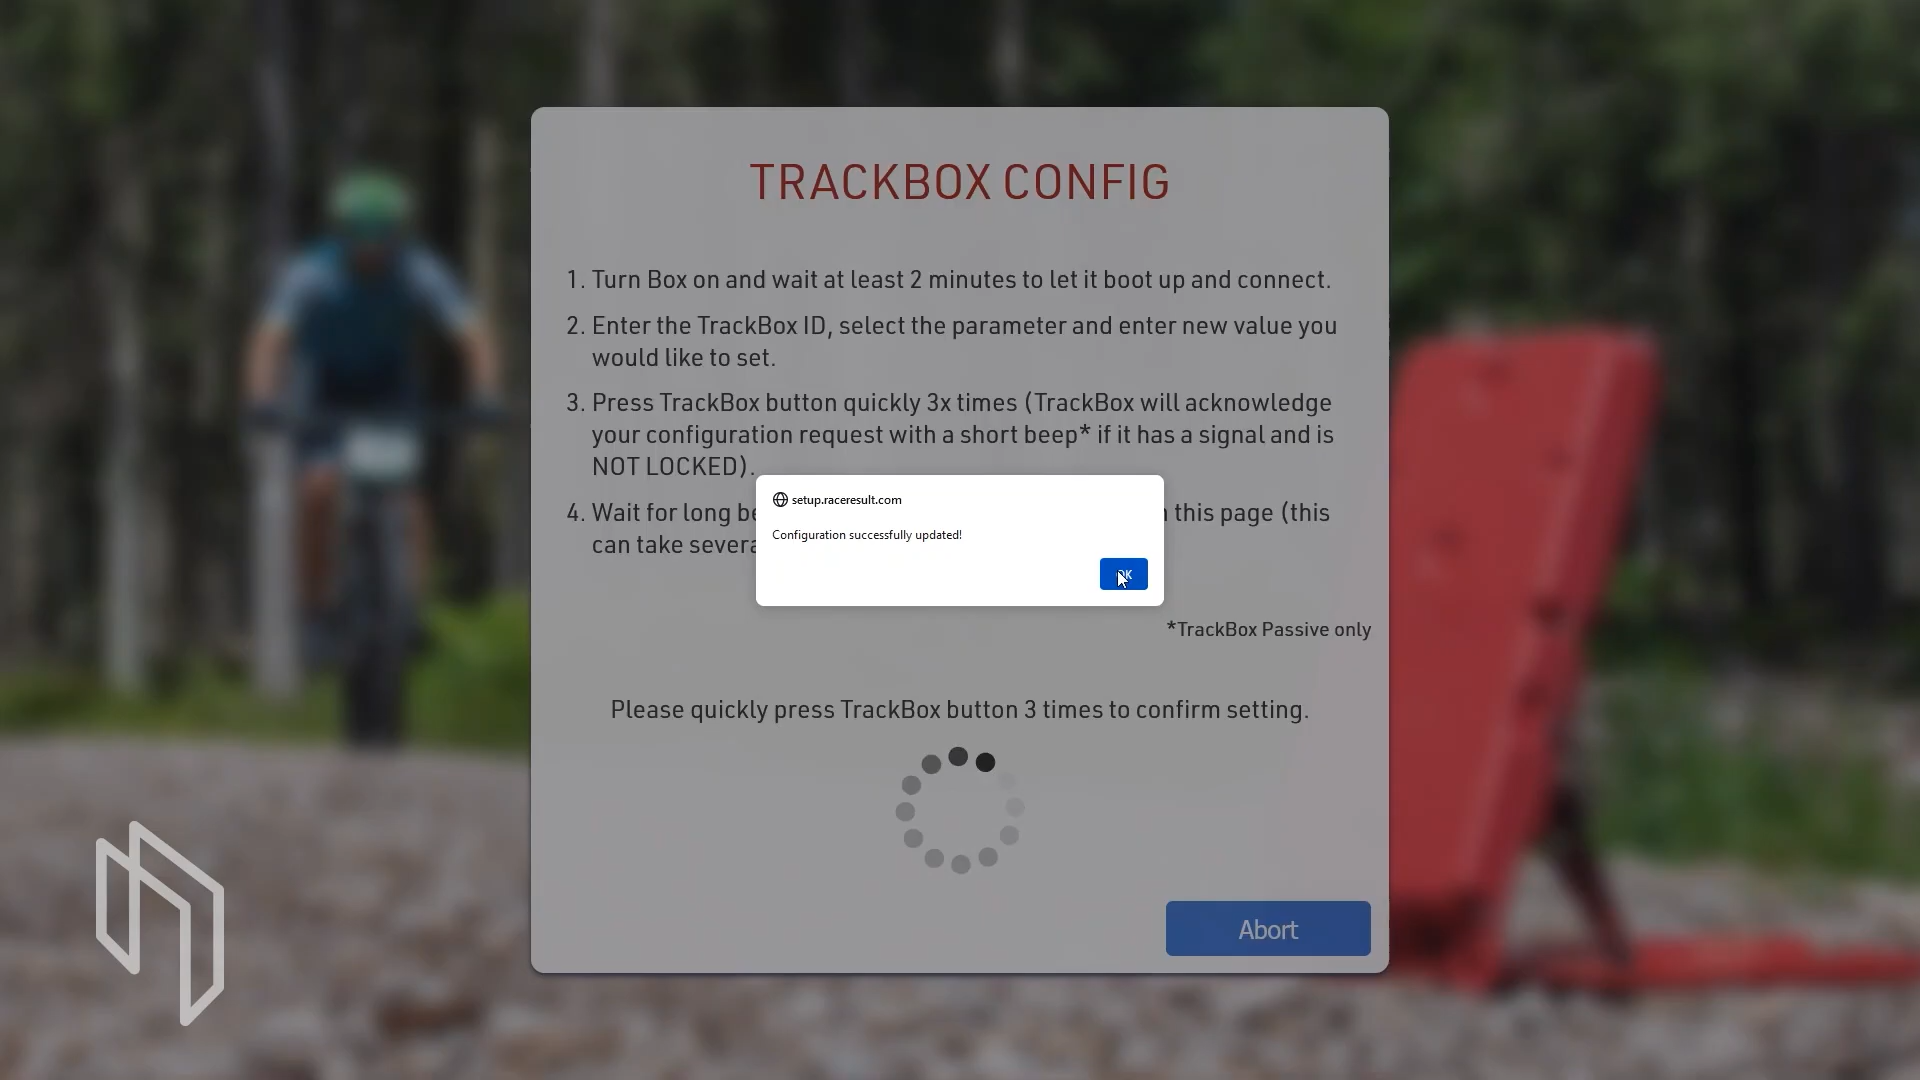 TRACKBOX CONFIG
1. Turn Box on and wait at least 2 minutes to let it boot up and connect.
2. Enter the TrackBox ID, select the parameter and enter new value you
would like to set.
3. Press TrackBox button quickly 3x times (TrackBox will acknowledge
your configuration request with a short beep* if it has a signal and is
NOT LOCKED).
setup.raceresult.com
4. Wait for long this page (this
Configuration successfully updated!
can take
OK
*TrackBox Passive only
Please quickly press TrackBox button 3 times to confirm setting.
Abort